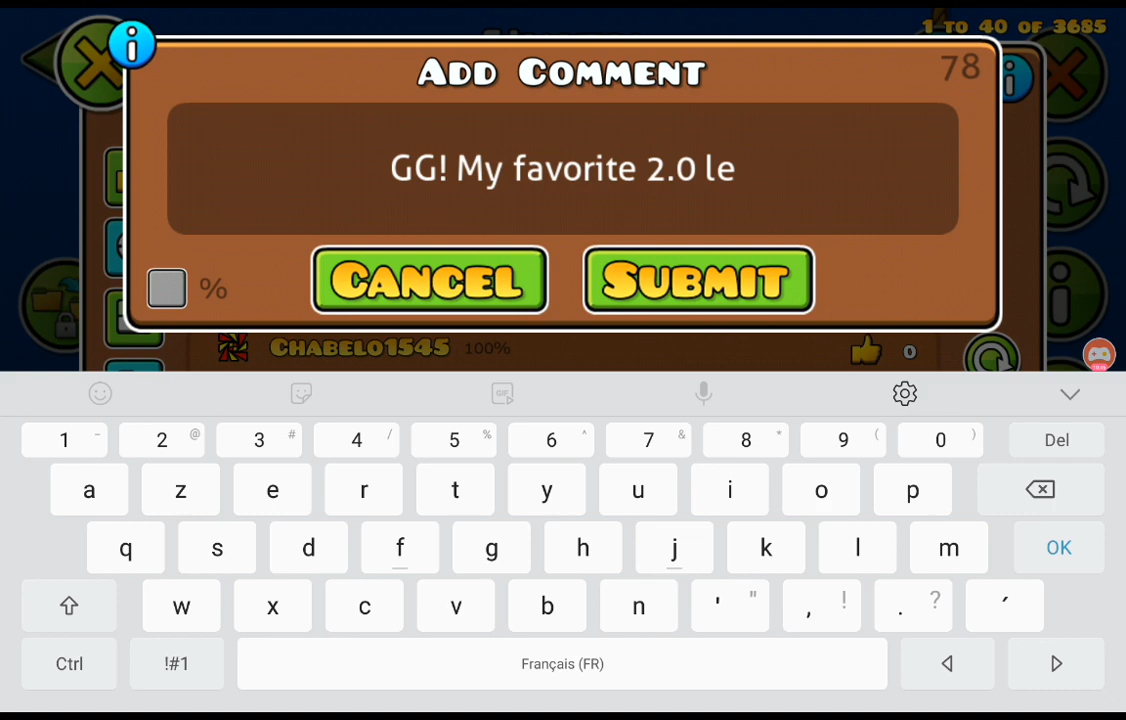 1 TO 40 OF 3685
i
ADD COMMENT
78
i
GG! My favorite 2.0 le
%
CANCEL
SUBMIT
i
CHABELO1545 100% 0
GIF
1 - 2 @ 3 # 4 / 5 % 6 ^ 7 & 8 * 9 ( 0 ) Del
a z e r t y u i o p
q s d f g h j k l m OK
w x c v b n ' " , ! . ? ´
Ctrl !#1 Français (FR)